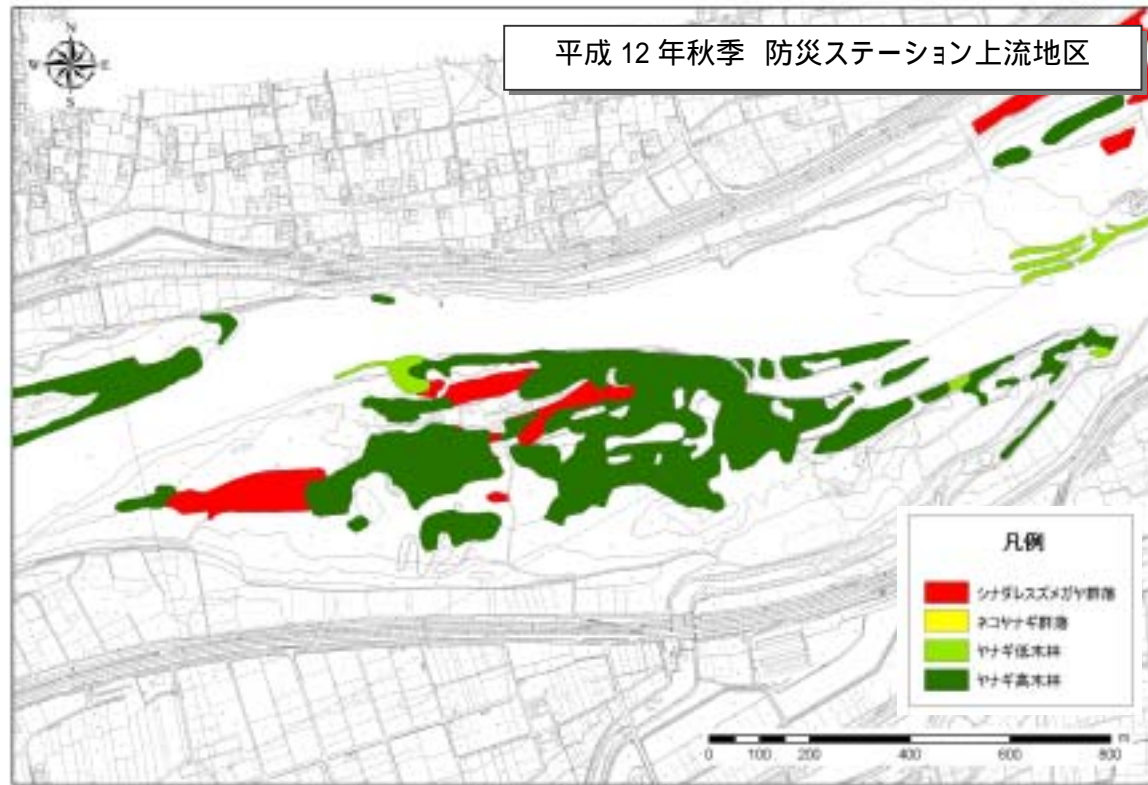 平成 12 年秋季 防災ステーション上流地区
N
W E
S
凡例
シナダレスズメガヤ群落
ネコヤナギ群落
ヤナギ低木林
ヤナギ高木林
m
0 100 200 400 600 800